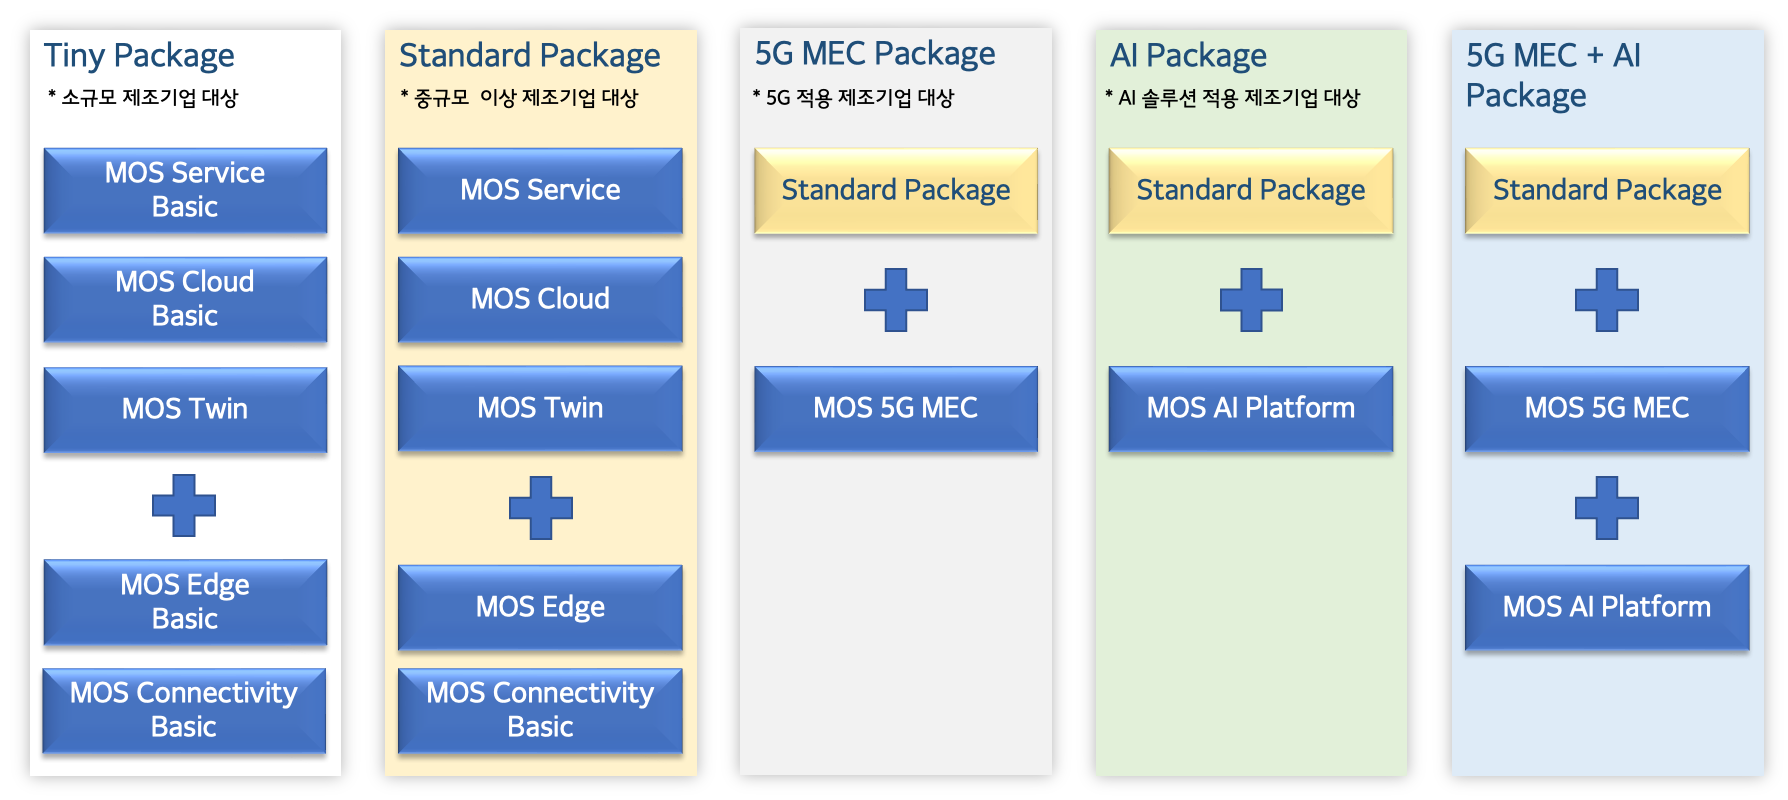 Tiny Package
* 소규모 제조기업 대상
MOS Service
Basic
MOS Cloud
Basic
MOS Twin
MOS Edge
Basic
MOS Connectivity
Basic
Standard Package
* 중규모 이상 제조기업 대상
MOS Service
MOS Cloud
MOS Twin
MOS Edge
MOS Connectivity
Basic
5G MEC Package
* 5G 적용 제조기업 대상
Standard Package
MOS 5G MEC
AI Package
* AI 솔루션 적용 제조기업 대상
Standard Package
MOS AI Platform
5G MEC + AI
Package
Standard Package
MOS 5G MEC
MOS AI Platform